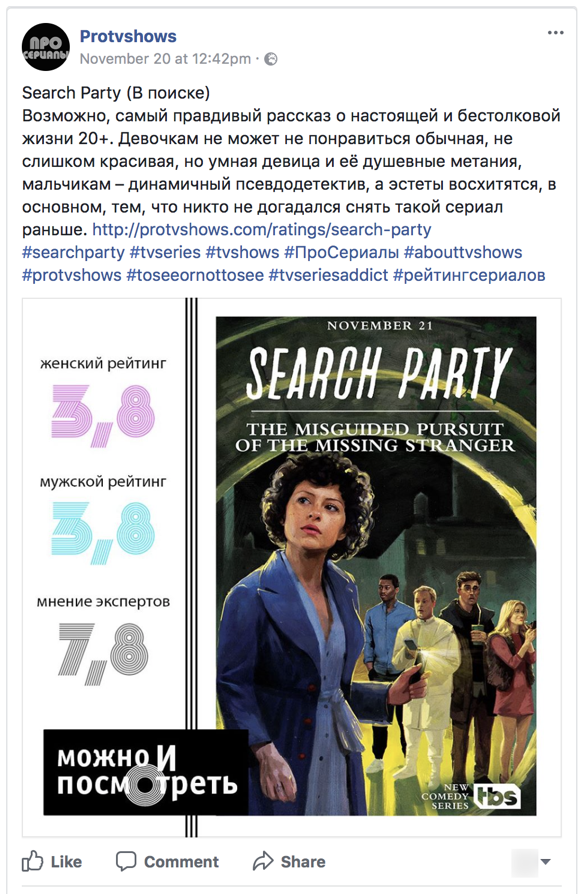 ПРО
СЕРИАЛЫ
Protvshows
November 20 at 12:42pm ·
Search Party (В поиске)
Возможно, самый правдивый рассказ о настоящей и бестолковой
жизни 20+. Девочкам не может не понравиться обычная, не
слишком красивая, но умная девица и её душевные метания,
мальчикам – динамичный псевдодетектив, а эстеты восхитятся, в
основном, тем, что никто не догадался снять такой сериал
раньше. http://protvshows.com/ratings/search-party
#searchparty #tvseries #tvshows #ПроСериалы #abouttvshows
#protvshows #toseeornottosee #tvseriesaddict #рейтингсериалов
женский рейтинг
3,8
мужской рейтинг
3,8
мнение экспертов
7,8
можно И
посмотреть
NOVEMBER 21
SEARCH PARTY
THE MISGUIDED PURSUIT
OF THE MISSING STRANGER
NEW
COMEDY
SERIES
tbs
Like
Comment
Share